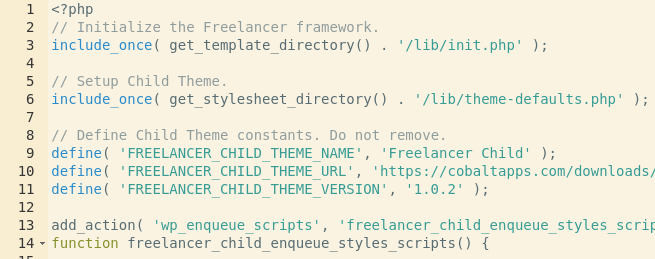 1 <?php
2 // Initialize the Freelancer framework.
3 include_once( get_template_directory() . '/lib/init.php' );
4
5 // Setup Child Theme.
6 include_once( get_stylesheet_directory() . '/lib/theme-defaults.php' );
7
8 // Define Child Theme constants. Do not remove.
9 define( 'FREELANCER_CHILD_THEME_NAME', 'Freelancer Child' );
10 define( 'FREELANCER_CHILD_THEME_URL', 'https://cobaltapps.com/downloads/
11 define( 'FREELANCER_CHILD_THEME_VERSION', '1.0.2' );
12
13 add_action( 'wp_enqueue_scripts', 'freelancer_child_enqueue_styles_scrip
14 function freelancer_child_enqueue_styles_scripts() {